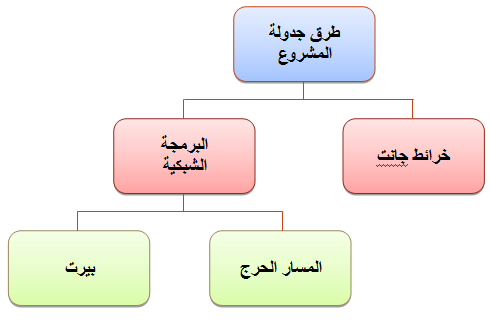 طرق جدولة
المشروع
خرائط جانت
البرمجة
الشبكية
المسار الحرج
بيرت